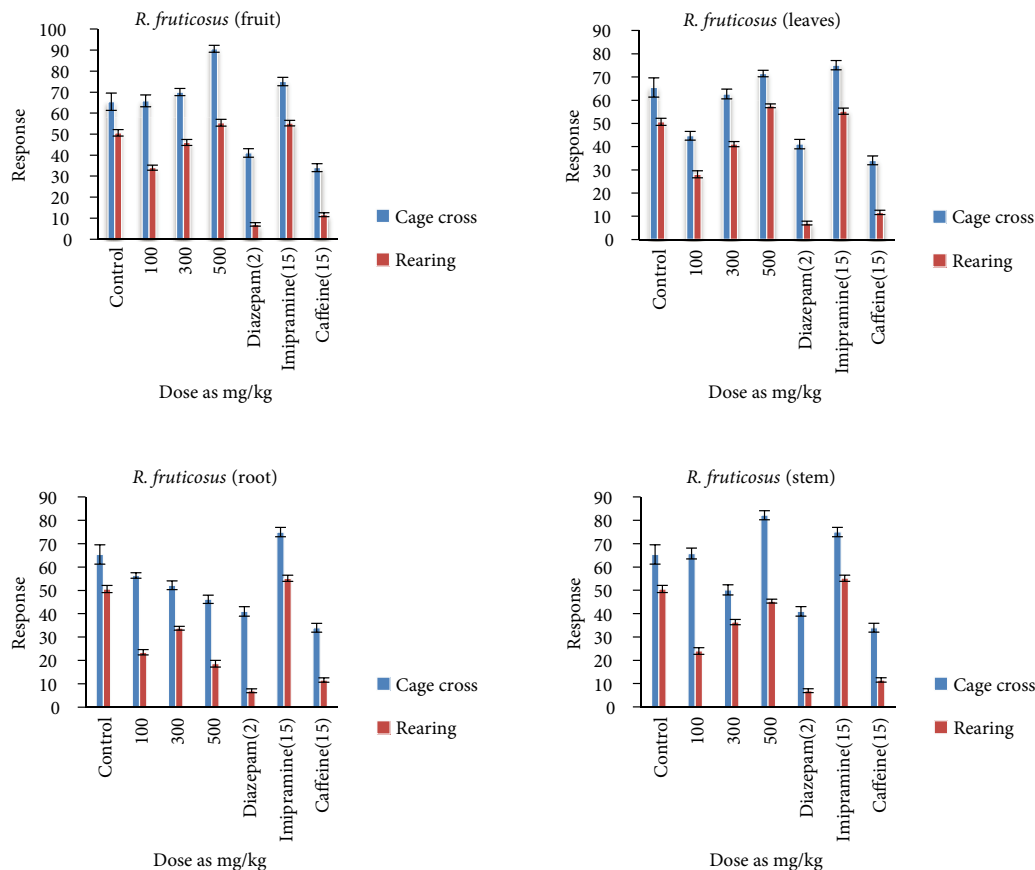 R. fruticosus (fruit)
100
90
80
70
60
50
40
30
20
10
0
Response
Control
100
300
500
Diazepam(2)
Imipramine(15)
Caffeine(15)
Dose as mg/kg
Cage cross
Rearing
R. fruticosus (leaves)
90
80
70
60
50
40
30
20
10
0
Response
Control
100
300
500
Diazepam(2)
Imipramine(15)
Caffeine(15)
Dose as mg/kg
Cage cross
Rearing
R. fruticosus (root)
90
80
70
60
50
40
30
20
10
0
Response
Control
100
300
500
Diazepam(2)
Imipramine(15)
Caffeine(15)
Dose as mg/kg
Cage cross
Rearing
R. fruticosus (stem)
90
80
70
60
50
40
30
20
10
0
Response
Control
100
300
500
Diazepam(2)
Imipramine(15)
Caffeine(15)
Dose as mg/kg
Cage cross
Rearing